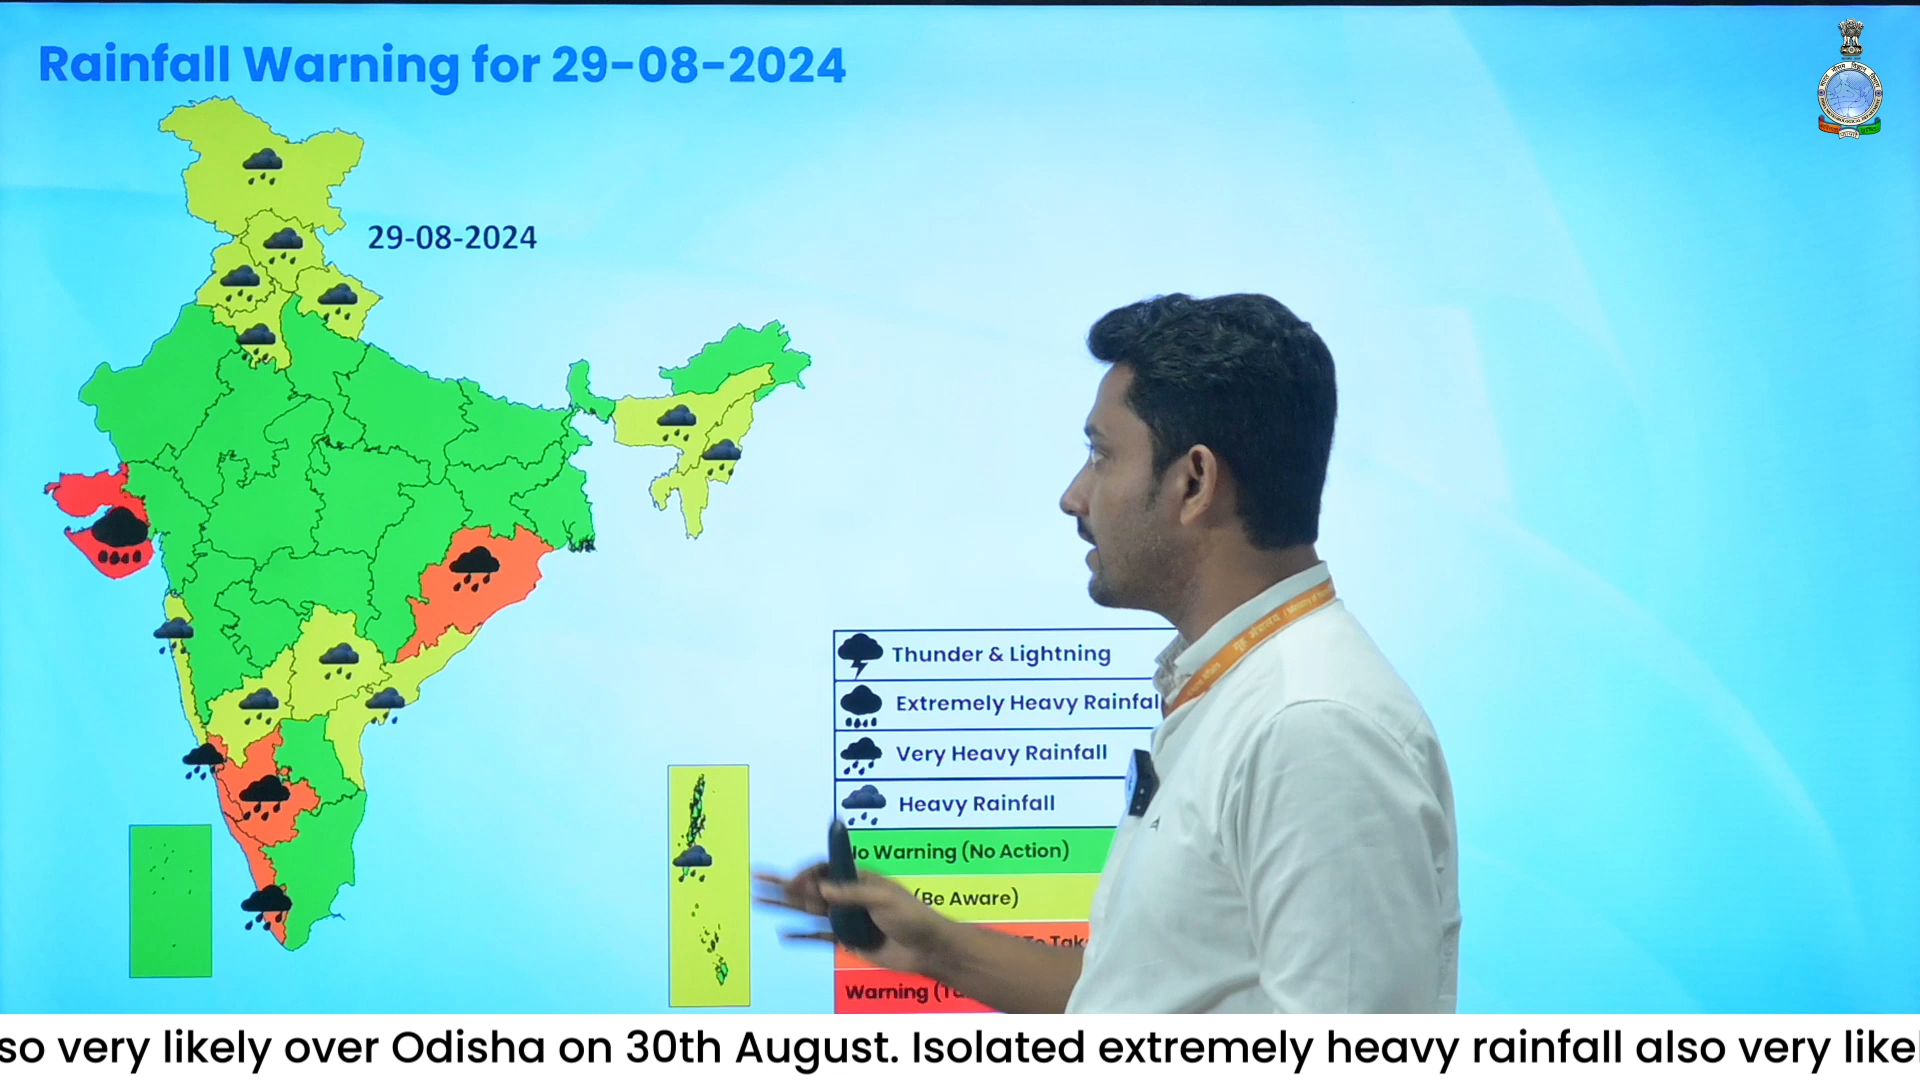 Rainfall Warning for 29-08-2024
29-08-2024
Thunder & Lightning
Extremely Heavy Rainfal
Very Heavy Rainfall
Heavy Rainfall
Warning (No Action)
(Be Aware)
Warning
so very likely over Odisha on 30th August. Isolated extremely heavy rainfall also very like